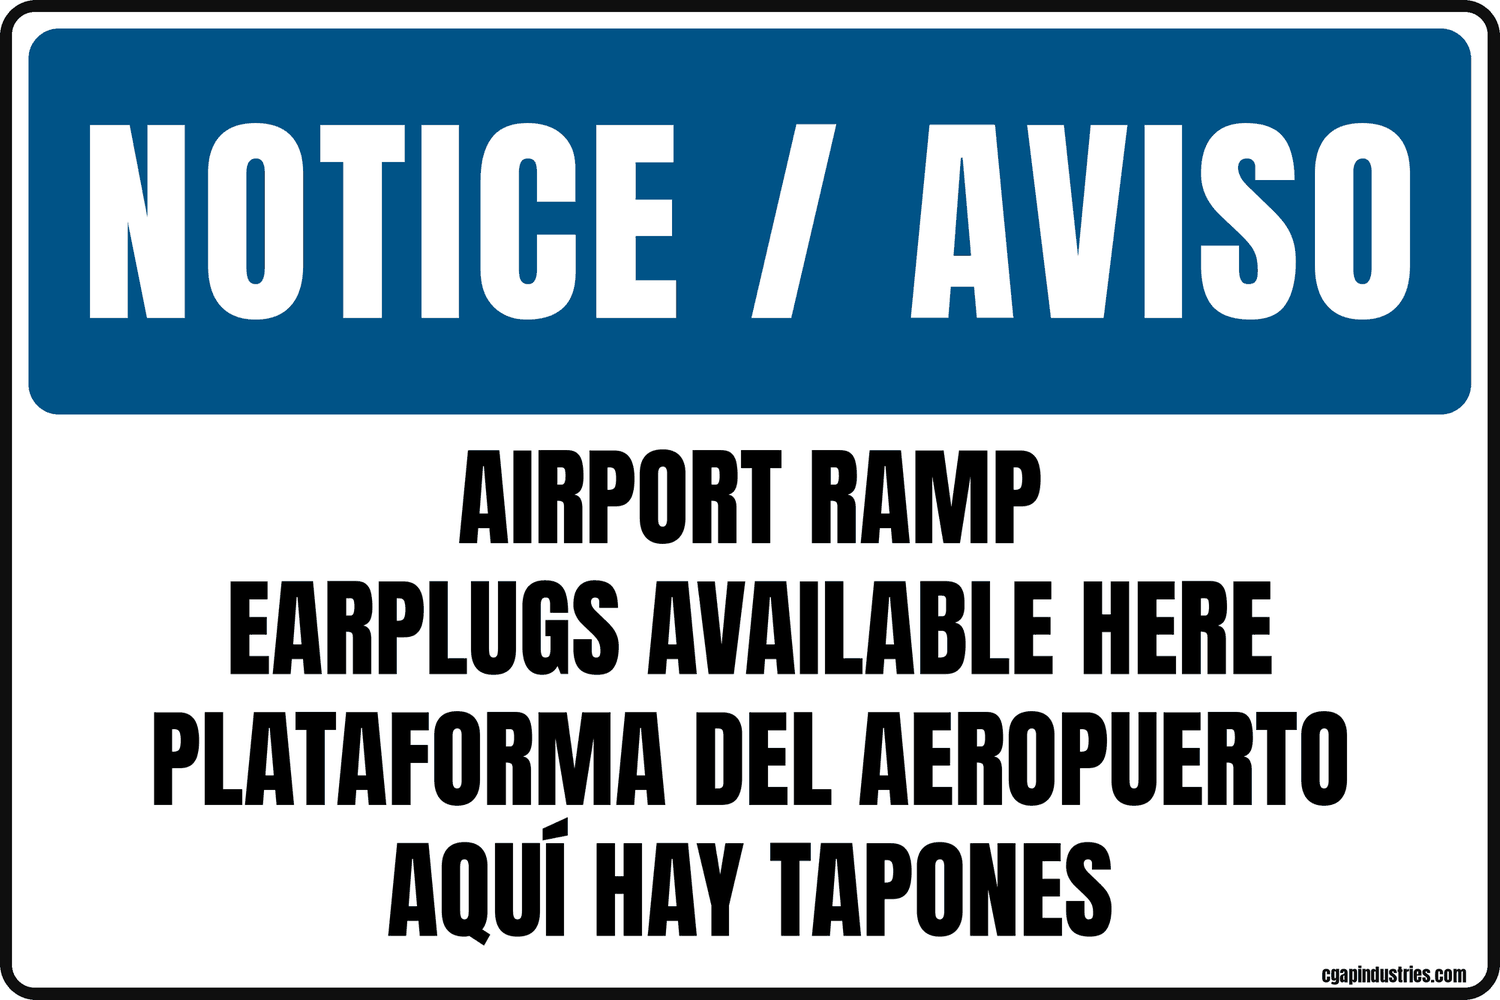 NOTICE / AVISO
AIRPORT RAMP
EARPLUGS AVAILABLE HERE
PLATAFORMA DEL AEROPUERTO
AQUÍ HAY TAPONES
cgapindustries.com